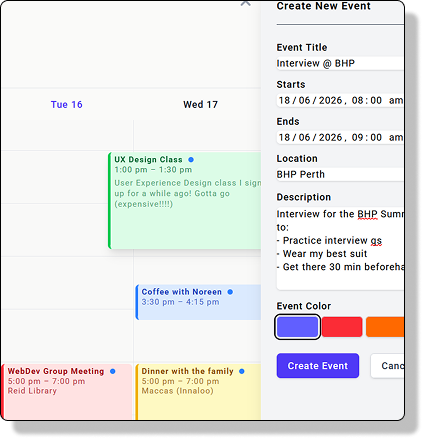 Create New Event
Event Title
Interview @ BHP
Starts
18/06/2026, 08:00 am
Ends
18/06/2026, 09:00 am
Location
BHP Perth
Description
Interview for the BHP Summ
to:
- Practice interview qs
- Wear my best suit
- Get there 30 min beforeha
Event Color
Create Event
Canc
Tue 16
Wed 17
UX Design Class
1:00 pm – 1:30 pm
User Experience Design class I sign
up for a while ago! Gotta go
(expensive!!!!)
Coffee with Noreen
3:30 pm – 4:15 pm
WebDev Group Meeting
5:00 pm – 7:00 pm
Reid Library
Dinner with the family
5:00 pm – 7:00 pm
Maccas (Innaloo)